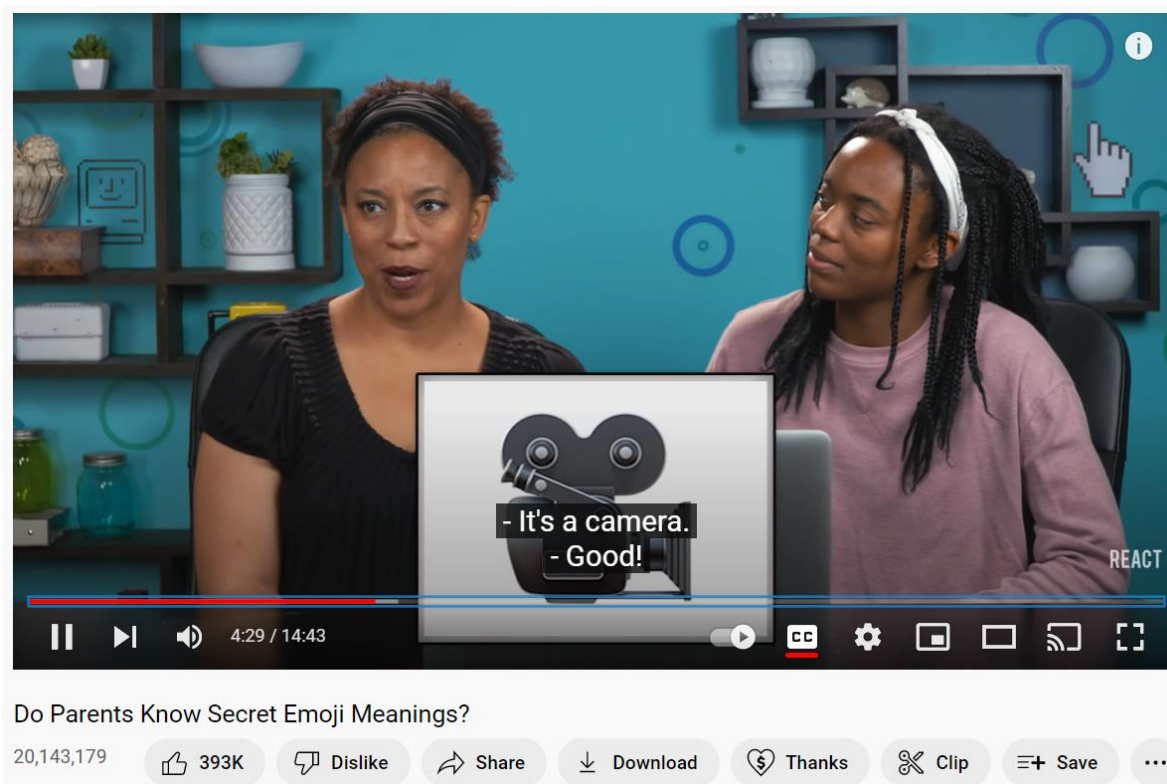 - It's a camera.
- Good!
REACT
4:29 / 14:43
CC
Do Parents Know Secret Emoji Meanings?
20,143,179
393K
Dislike
Share
Download
Thanks
Clip
Save